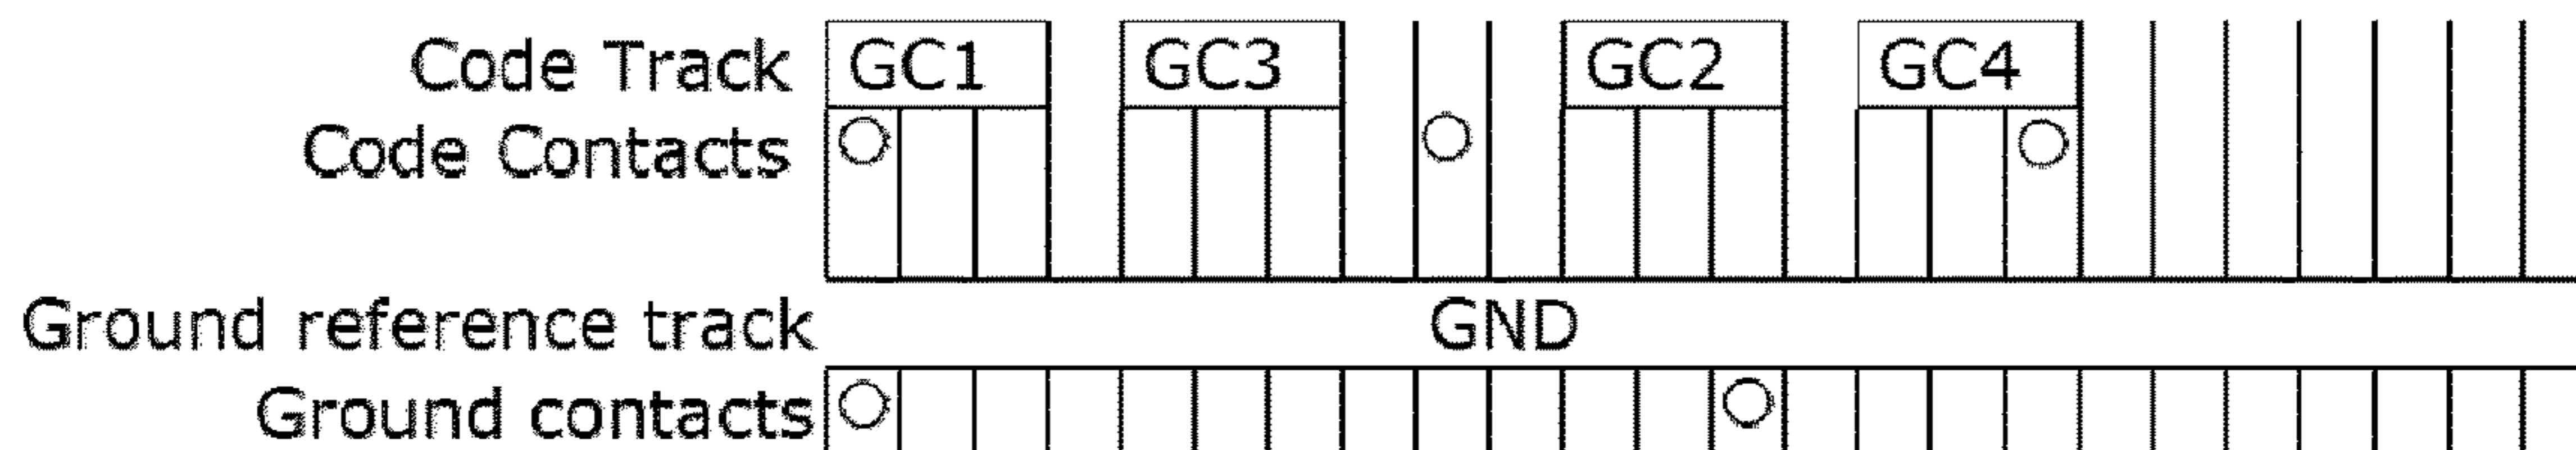 Code Track GC1 GC3 GC2 GC4
Code Contacts
Ground reference track GND
Ground contacts